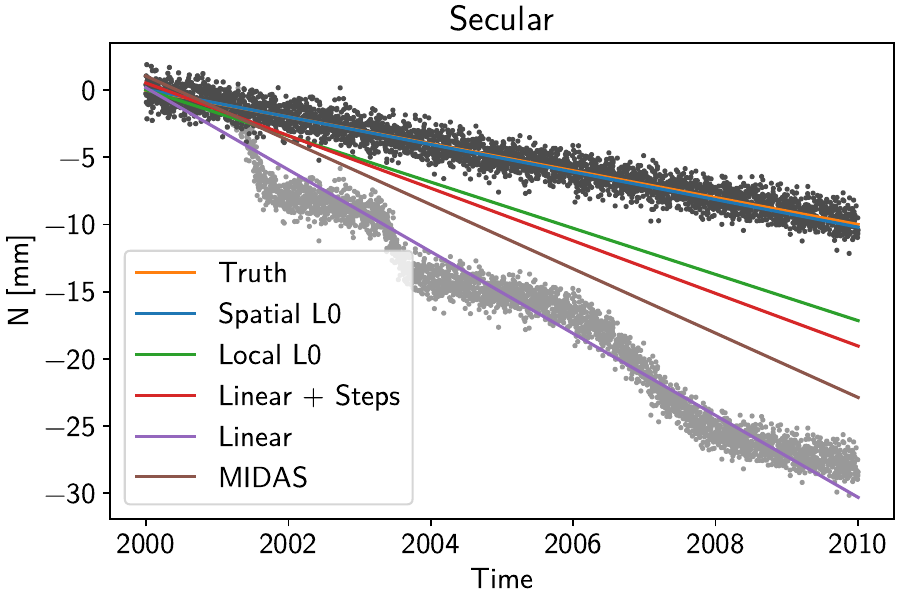 Secular
N [mm]
0
−5
−10
−15
−20
−25
−30
Truth
Spatial L0
Local L0
Linear + Steps
Linear
MIDAS
2000 2002 2004 2006 2008 2010
Time